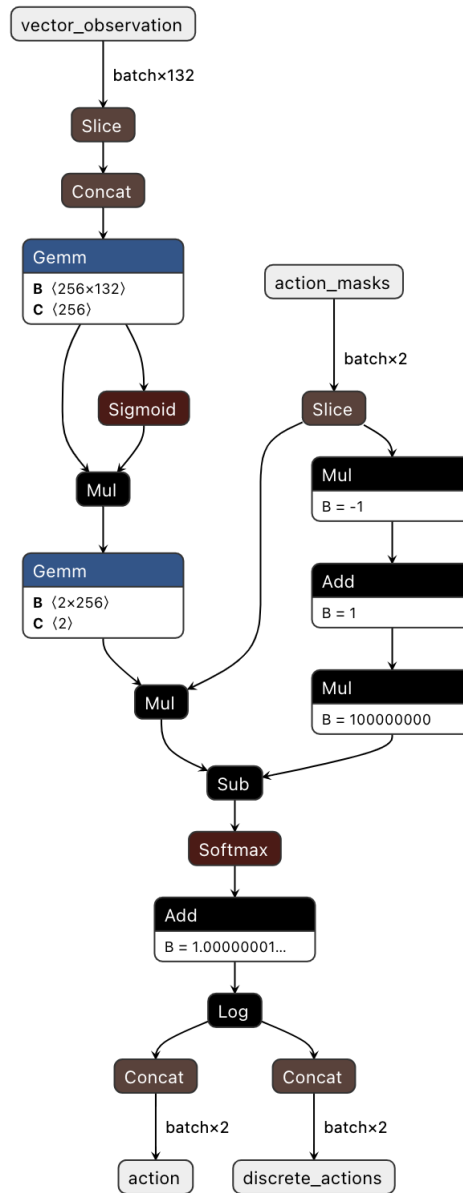 vector_observation
batch×132
Slice
Concat
Gemm
B ⟨256×132⟩
C ⟨256⟩
action_masks
batch×2
Sigmoid
Slice
Mul
Mul
B = -1
Gemm
B ⟨2×256⟩
C ⟨2⟩
Add
B = 1
Mul
Mul
B = 100000000
Sub
Softmax
Add
B = 1.00000001...
Log
Concat
Concat
batch×2
batch×2
action
discrete_actions